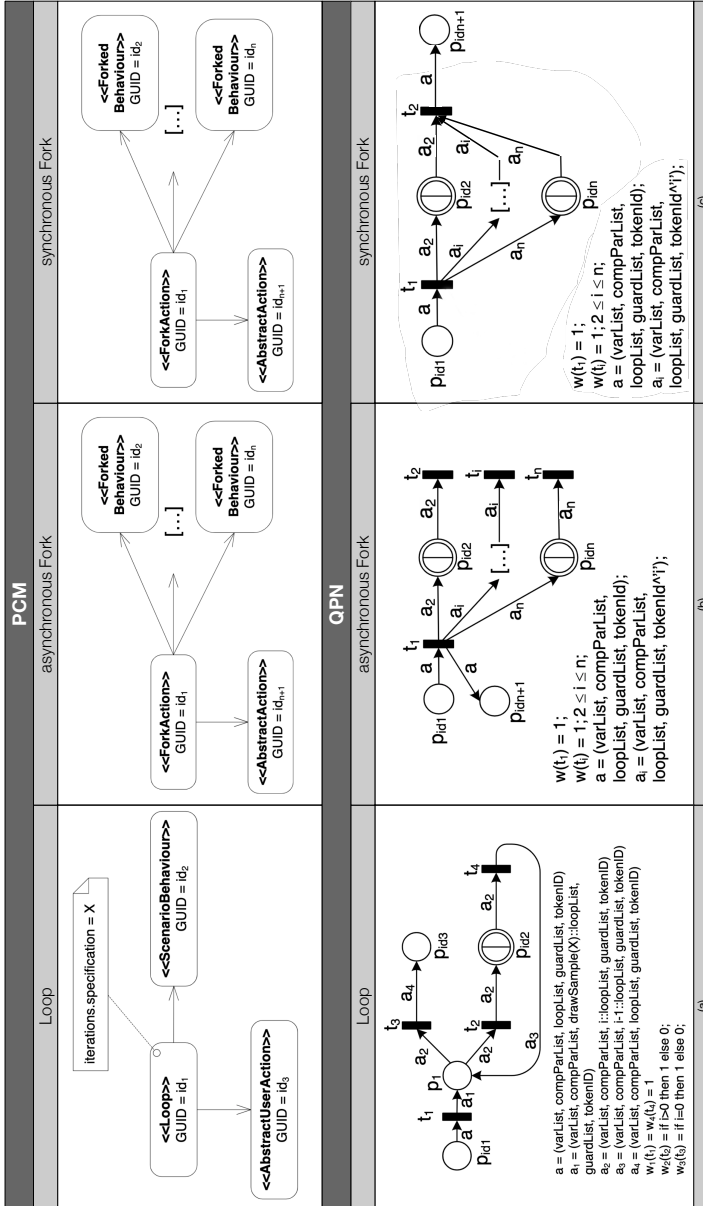 PCM
Loop
asynchronous Fork
synchronous Fork
iterations.specification = X
<<Loop>>
GUID = id₁
<<ScenarioBehaviour>>
GUID = id₂
<<AbstractUserAction>>
GUID = id₃
<<ForkAction>>
GUID = id₁
<<AbstractAction>>
GUID = idₙ₊₁
<<Forked
Behaviour>>
GUID = id₂
[...]
<<Forked
Behaviour>>
GUID = idₙ
<<ForkAction>>
GUID = id₁
<<AbstractAction>>
GUID = idₙ₊₁
<<Forked
Behaviour>>
GUID = id₂
[...]
<<Forked
Behaviour>>
GUID = idₙ
QPN
Loop
asynchronous Fork
synchronous Fork
pid1
a
t₁
a₁
p₁
a₂
t₃
a₄
pid3
a₂
t₂
a₂
pid2
a₂
t₄
a₃
a = (varList, compParList, loopList, guardList, tokenID)
a₁ = (varList, compParList, drawSample(X)::loopList,
guardList, tokenID)
a₂ = (varList, compParList, i::loopList, guardList, tokenID)
a₃ = (varList, compParList, i-1::loopList, guardList, tokenID)
a₄ = (varList, compParList, loopList, guardList, tokenID)
w₁(t₁) = w₄(t₄) = 1
w₂(t₂) = if i>0 then 1 else 0;
w₃(t₃) = if i=0 then 1 else 0;
(a)
pid1
a
t₁
a
pidn+1
a₂
pid2
a₂
t₂
aᵢ
[...]
aᵢ
tᵢ
aₙ
pidn
aₙ
tₙ
w(t₁) = 1;
w(tᵢ) = 1; 2 ≤ i ≤ n;
a = (varList, compParList,
loopList, guardList, tokenId);
aᵢ = (varList, compParList,
loopList, guardList, tokenId^'i');
(b)
pid1
a
t₁
a₂
pid2
a₂
t₂
a
pidn+1
aᵢ
[...]
aᵢ
aₙ
pidn
aₙ
w(t₁) = 1;
w(tᵢ) = 1; 2 ≤ i ≤ n;
a = (varList, compParList,
loopList, guardList, tokenId);
aᵢ = (varList, compParList,
loopList, guardList, tokenId^'i');
(c)